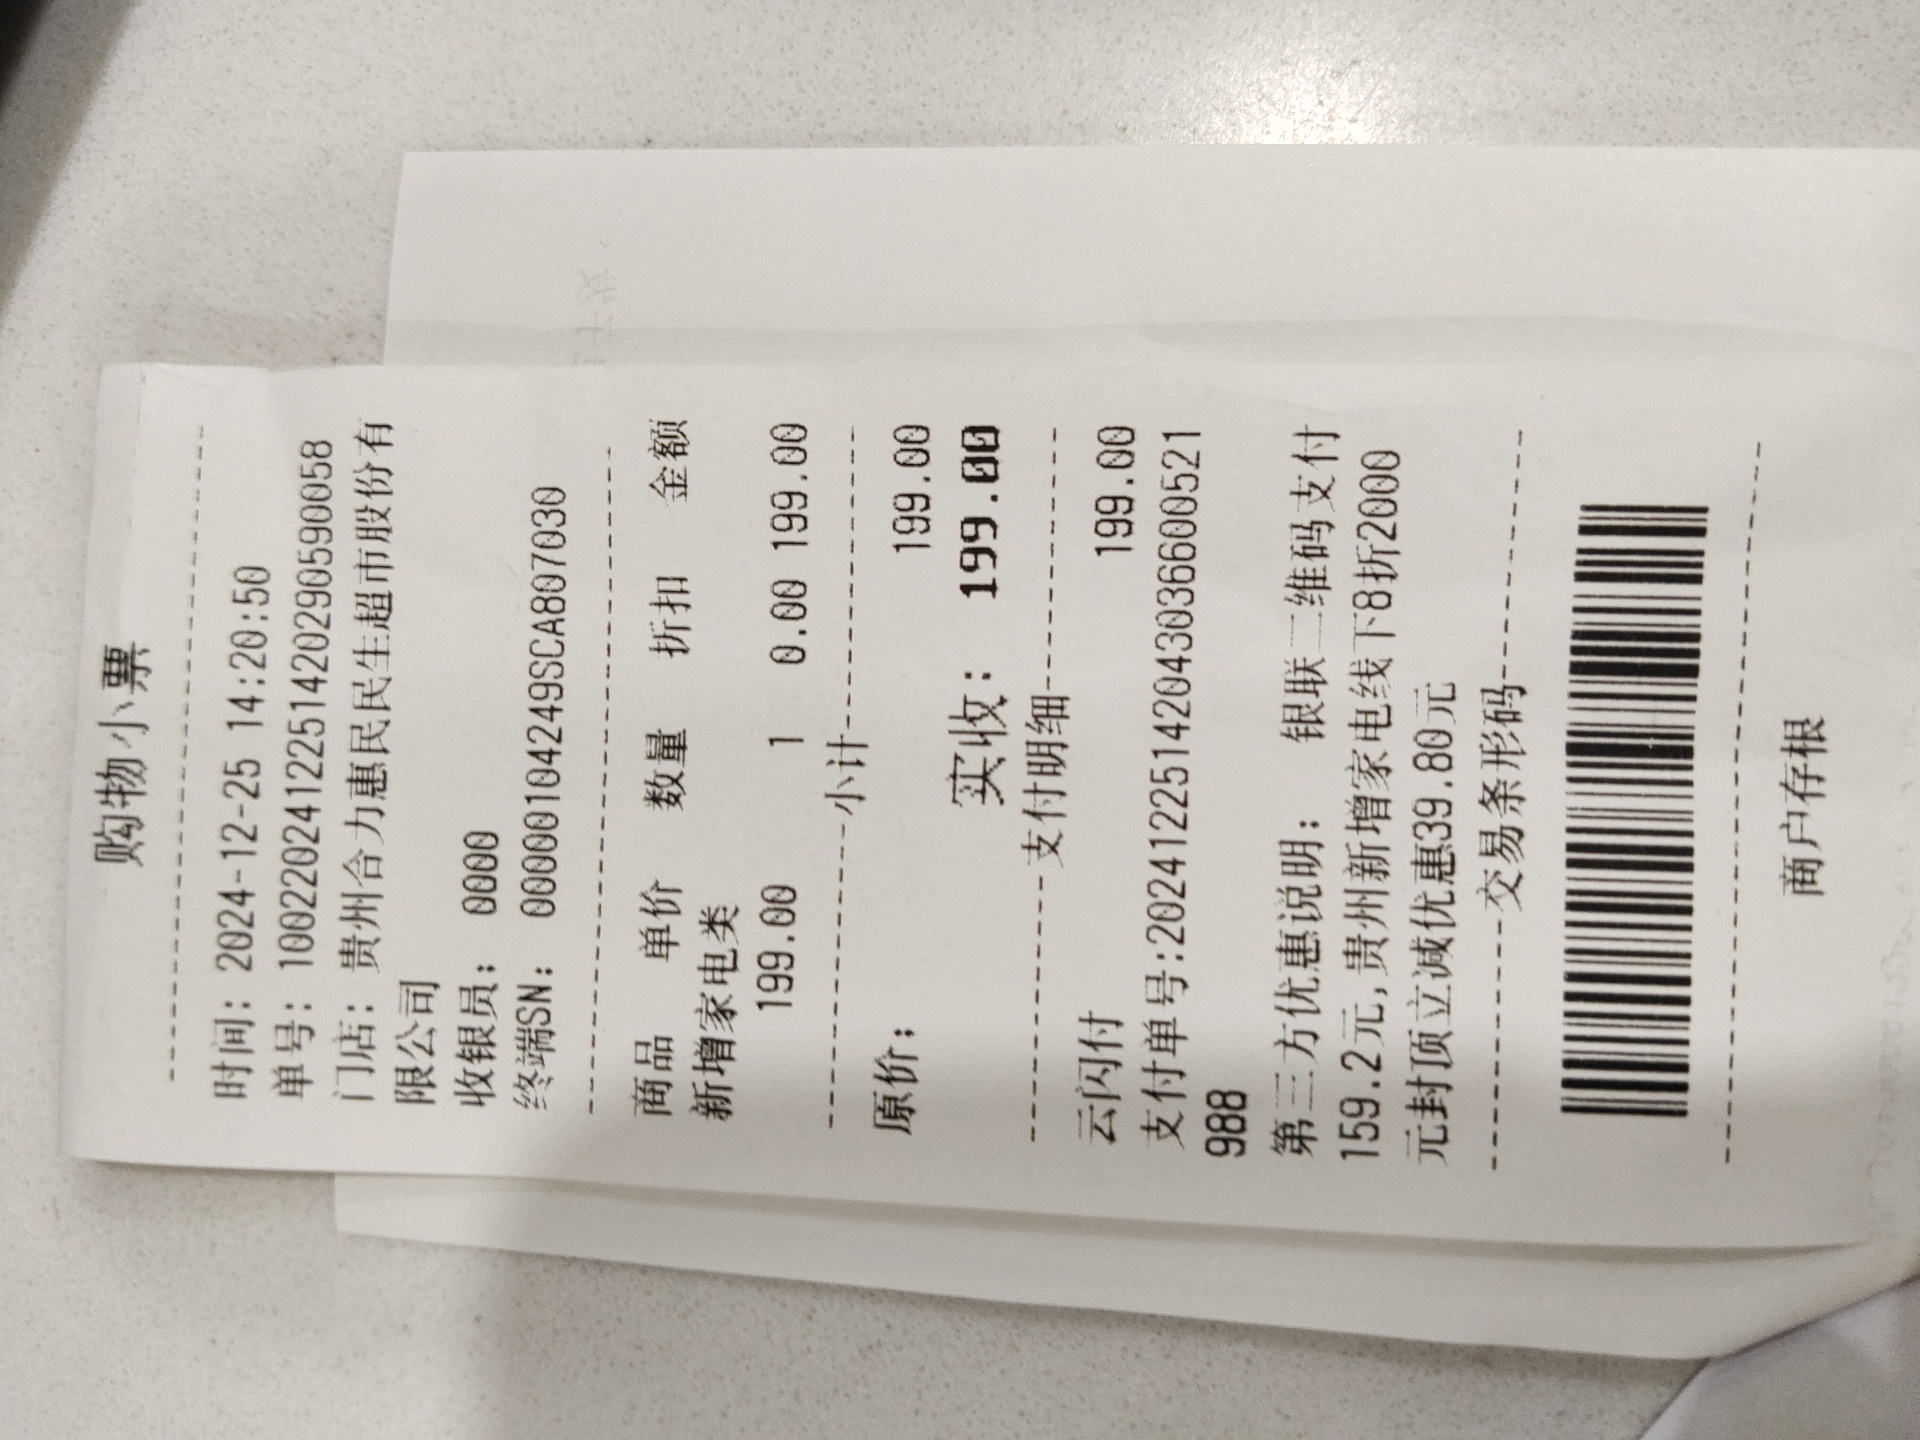 购物小票
时间: 2024-12-25 14:20:50
单号: 100220241225142029059​0058
门店: 贵州合力惠民民生超市股份有
限公司
收银员: 0000
终端SN: 00000104249SCA807030
商品 单价 数量 折扣 金额
新增家电类
199.00 1 0.00 199.00
小计
原价: 199.00
实收: 199.00
支付明细
云闪付 199.00
支付单号:20241225142043036600521
988
第三方优惠说明: 银联二维码支付
159.2元,贵州新增家电线下8折2000
元封顶立减优惠39.80元
交易条形码
商户存根